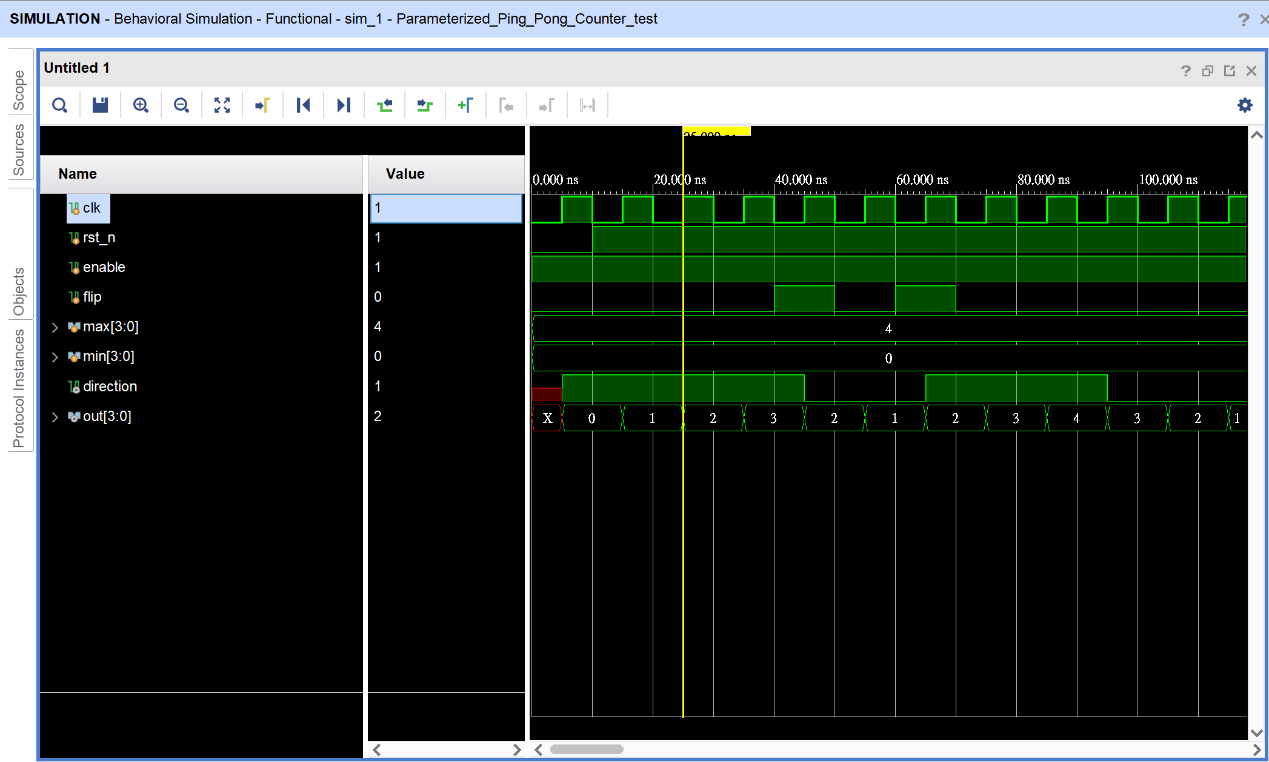 SIMULATION - Behavioral Simulation - Functional - sim_1 - Parameterized_Ping_Pong_Counter_test
?
Scope
Sources
Objects
Protocol Instances
Untitled 1
?
Name
Value
clk
1
rst_n
1
enable
1
flip
0
max[3:0]
4
min[3:0]
0
direction
1
out[3:0]
2
0.000 ns 20.000 ns 40.000 ns 60.000 ns 80.000 ns 100.000 ns
4
0
X 0 1 2 3 2 1 2 3 4 3 2 1